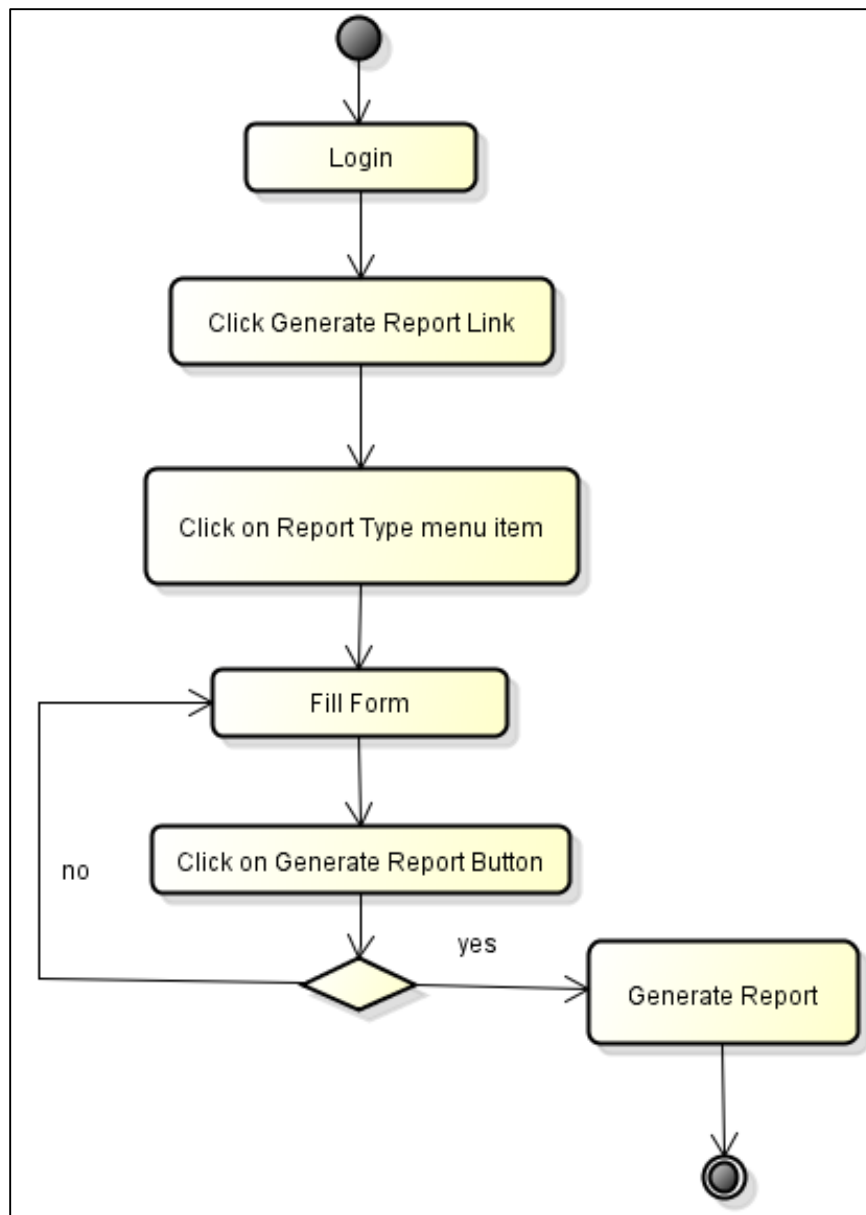 Login
Click Generate Report Link
Click on Report Type menu item
Fill Form
Click on Generate Report Button
no
yes
Generate Report